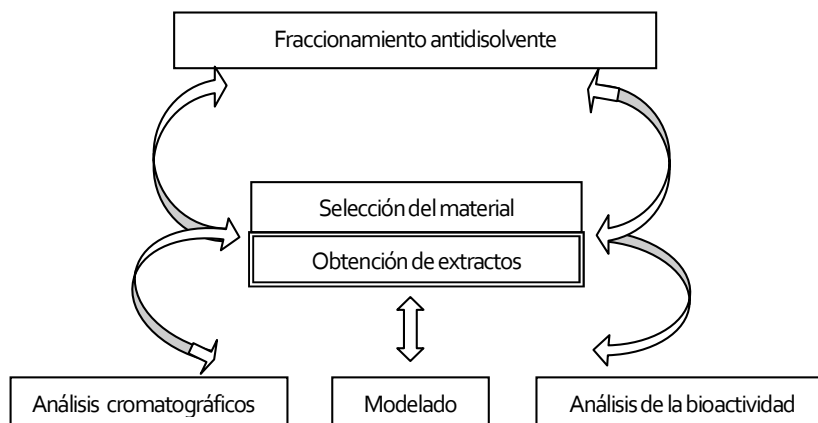 Fraccionamiento antidisolvente
Selección del material
Obtención de extractos
Análisis cromatográficos
Modelado
Análisis de la bioactividad